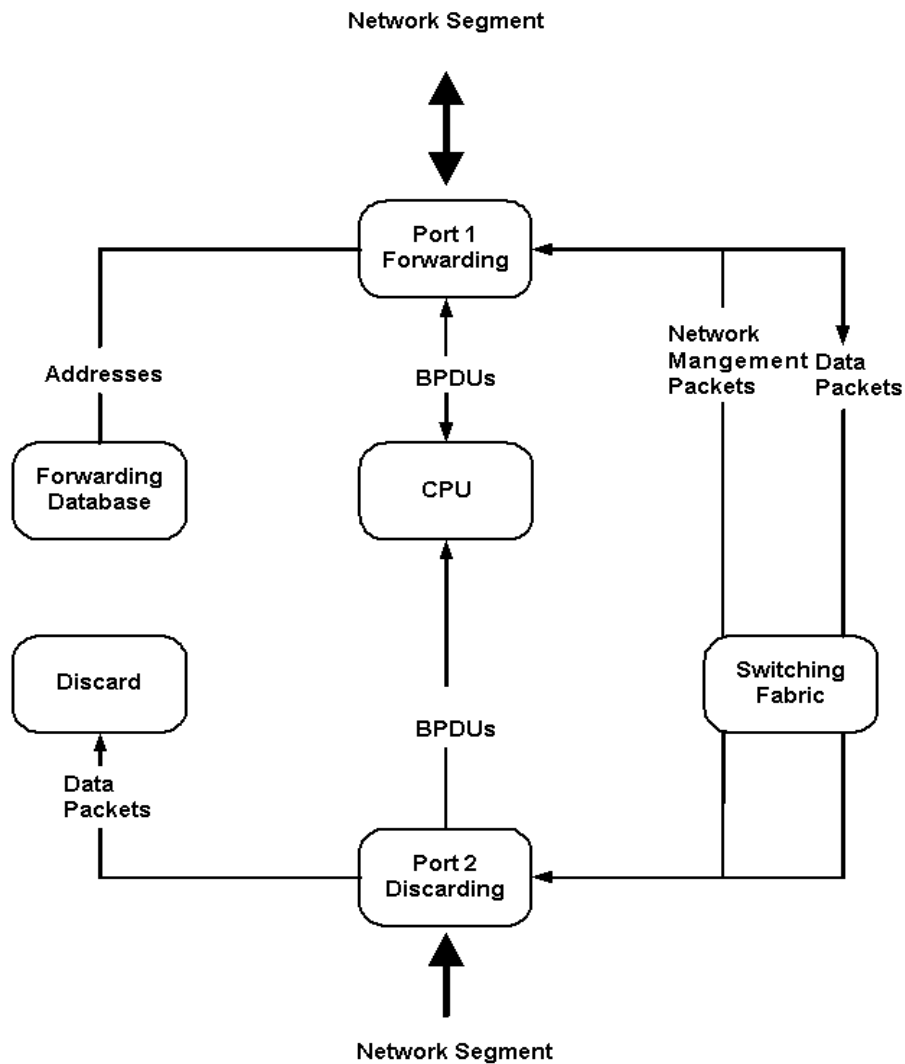 Network Segment
Port 1
Forwarding
Addresses
BPDUs
Network
Mangement
Packets
Data
Packets
Forwarding
Database
CPU
Discard
Switching
Fabric
BPDUs
Data
Packets
Port 2
Discarding
Network Segment